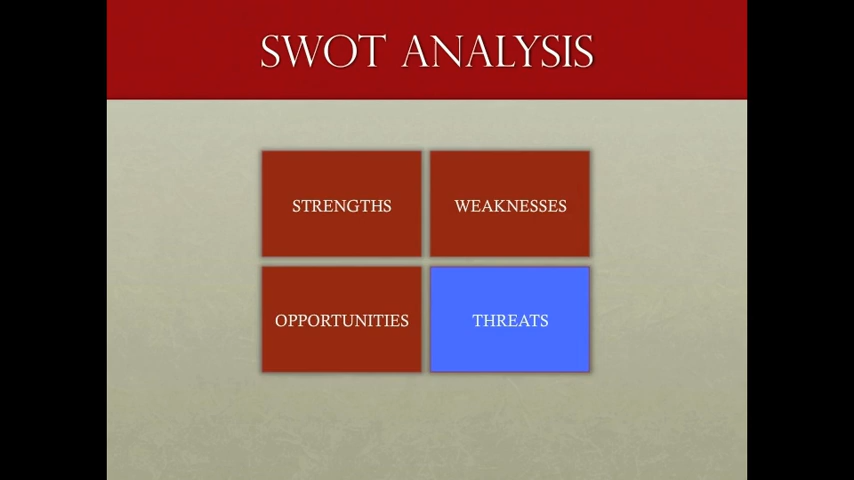 SWOT ANALYSIS
STRENGTHS
WEAKNESSES
OPPORTUNITIES
THREATS